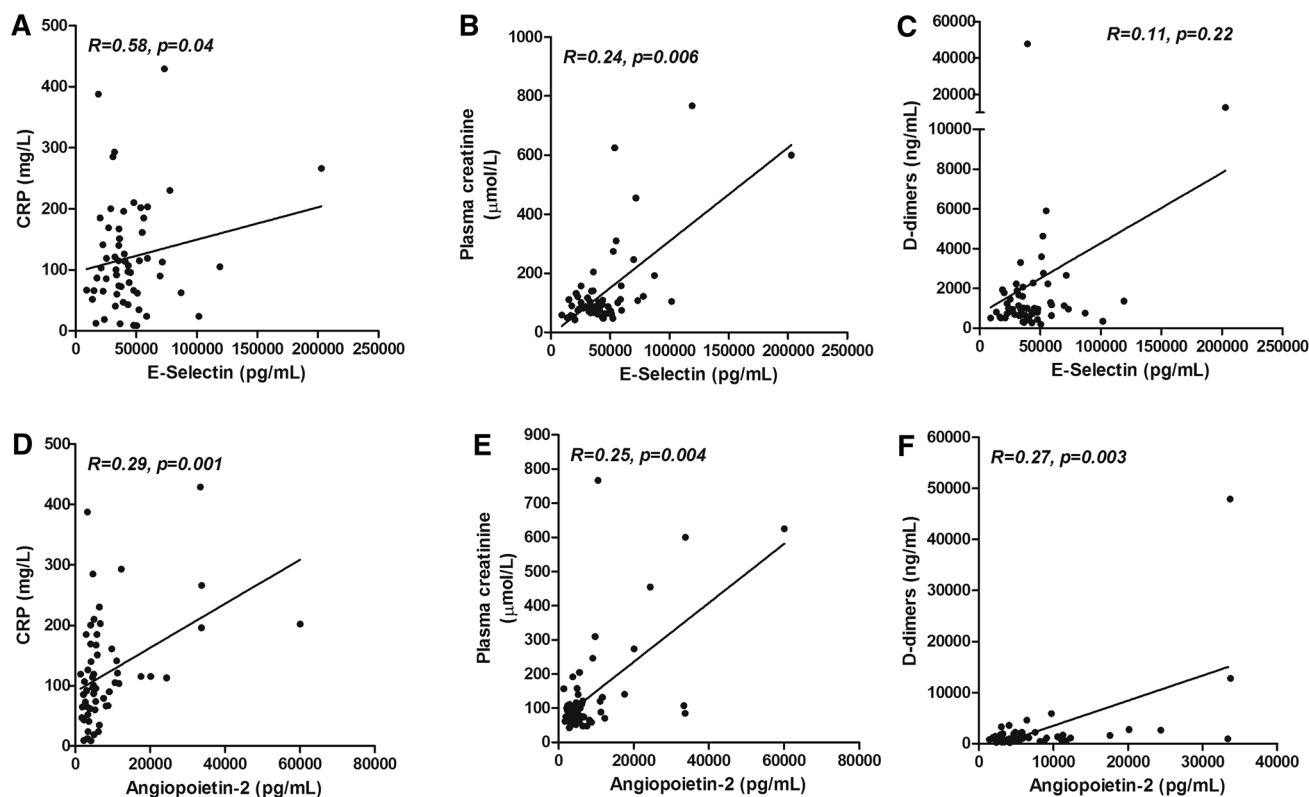 A
R=0.58, p=0.04
CRP (mg/L)
500
400
300
200
100
0
0 50000 100000 150000 200000 250000
E-Selectin (pg/mL)
B
R=0.24, p=0.006
Plasma creatinine
(μmol/L)
1000
800
600
400
200
0
0 50000 100000 150000 200000 250000
E-Selectin (pg/mL)
C
R=0.11, p=0.22
D-dimers (ng/mL)
60000
40000
20000
10000
8000
6000
4000
2000
0
0 50000 100000 150000 200000 250000
E-Selectin (pg/mL)
D
R=0.29, p=0.001
CRP (mg/L)
500
400
300
200
100
0
0 20000 40000 60000 80000
Angiopoietin-2 (pg/mL)
E
R=0.25, p=0.004
Plasma creatinine
(μmol/L)
900
800
700
600
500
400
300
200
100
0
0 20000 40000 60000 80000
Angiopoietin-2 (pg/mL)
F
R=0.27, p=0.003
D-dimers (ng/mL)
60000
50000
40000
30000
20000
10000
0
0 10000 20000 30000 40000
Angiopoietin-2 (pg/mL)